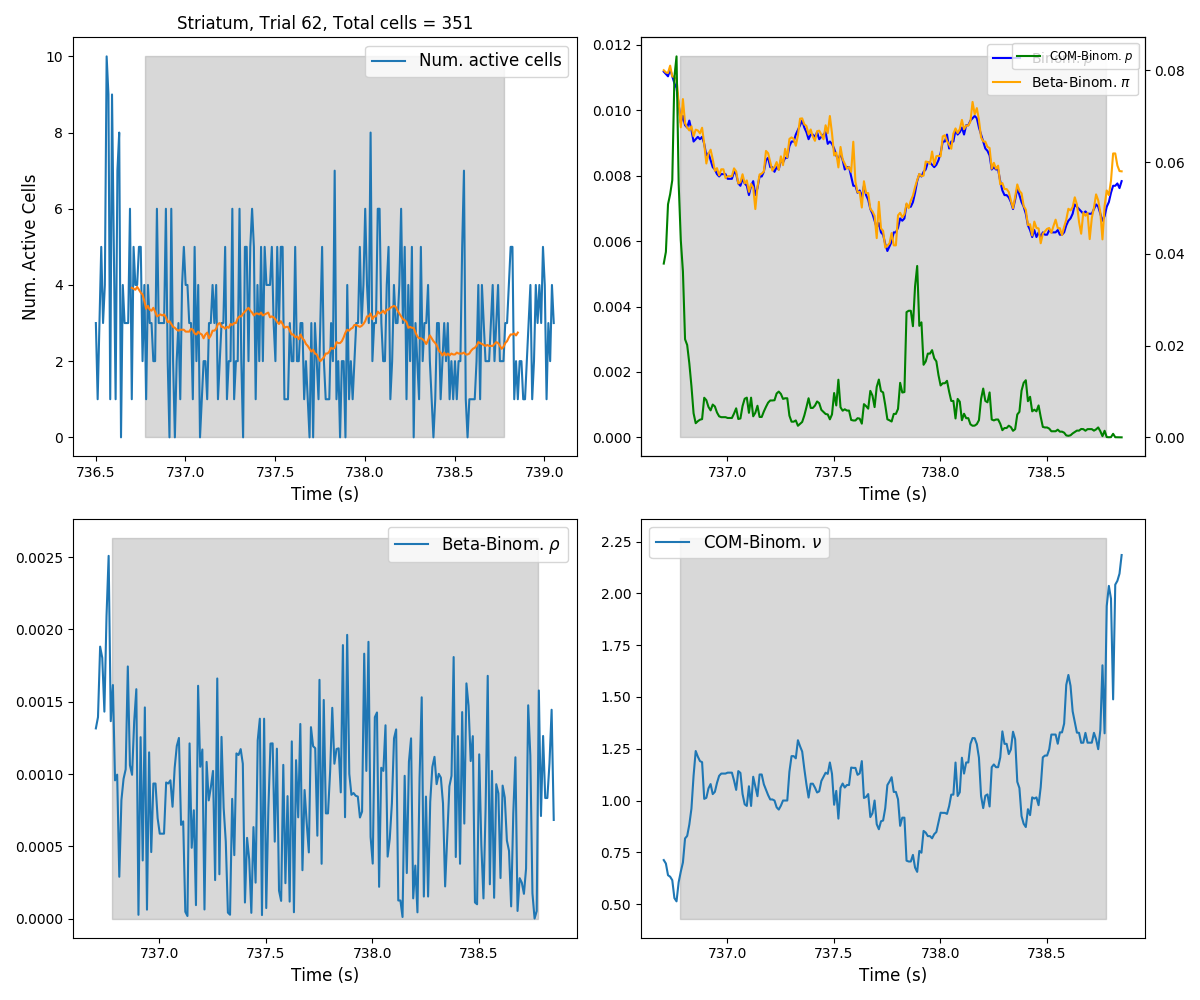 Striatum, Trial 62, Total cells = 351
Num. active cells
Num. Active Cells
10
8
6
4
2
0
736.5 737.0 737.5 738.0 738.5 739.0
Time (s)
COM-Binom. p
Beta-Binom. π
0.012
0.010
0.008
0.006
0.004
0.002
0.000
0.08
0.06
0.04
0.02
0.00
737.0 737.5 738.0 738.5
Time (s)
Beta-Binom. ρ
0.0025
0.0020
0.0015
0.0010
0.0005
0.0000
737.0 737.5 738.0 738.5
Time (s)
COM-Binom. ν
2.25
2.00
1.75
1.50
1.25
1.00
0.75
0.50
737.0 737.5 738.0 738.5
Time (s)